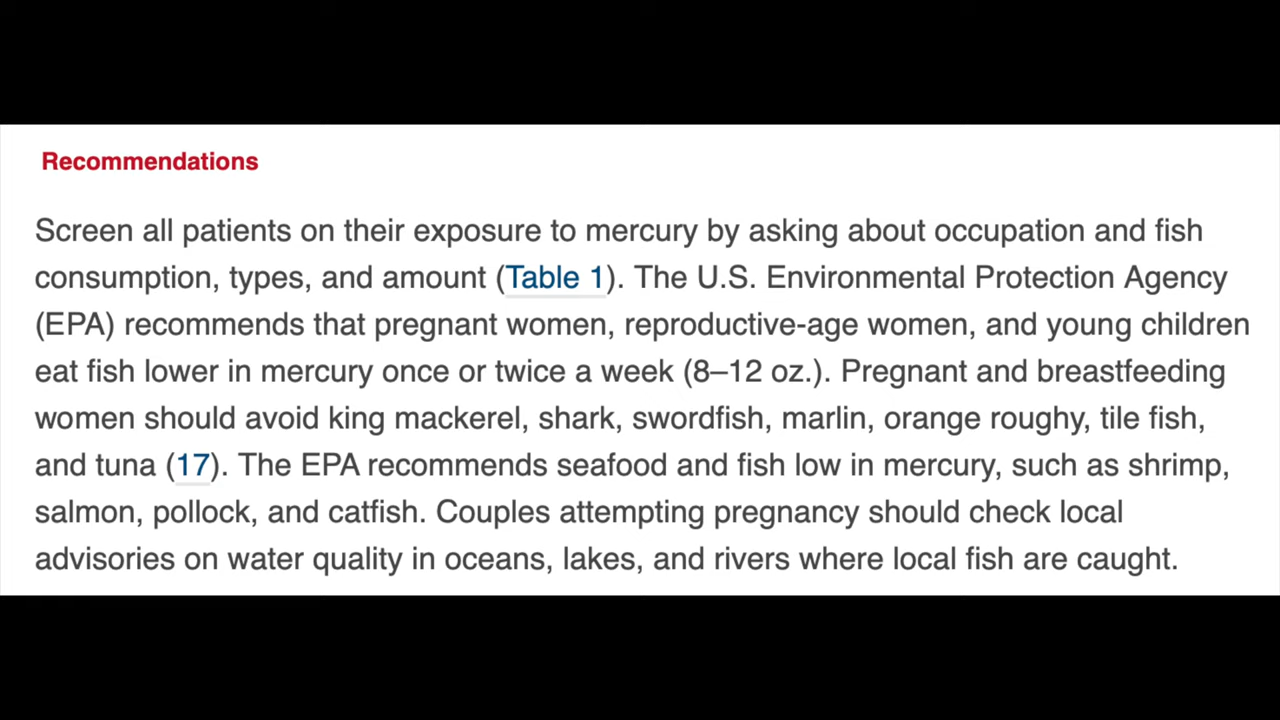 Recommendations
Screen all patients on their exposure to mercury by asking about occupation and fish
consumption, types, and amount (Table 1). The U.S. Environmental Protection Agency
(EPA) recommends that pregnant women, reproductive-age women, and young children
eat fish lower in mercury once or twice a week (8–12 oz.). Pregnant and breastfeeding
women should avoid king mackerel, shark, swordfish, marlin, orange roughy, tile fish,
and tuna (17). The EPA recommends seafood and fish low in mercury, such as shrimp,
salmon, pollock, and catfish. Couples attempting pregnancy should check local
advisories on water quality in oceans, lakes, and rivers where local fish are caught.